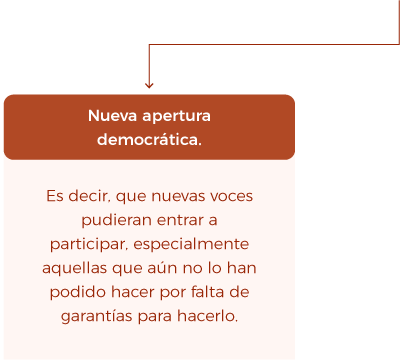 Nueva apertura
democrática.
Es decir, que nuevas voces
pudieran entrar a
participar, especialmente
aquellas que aún no lo han
podido hacer por falta de
garantías para hacerlo.